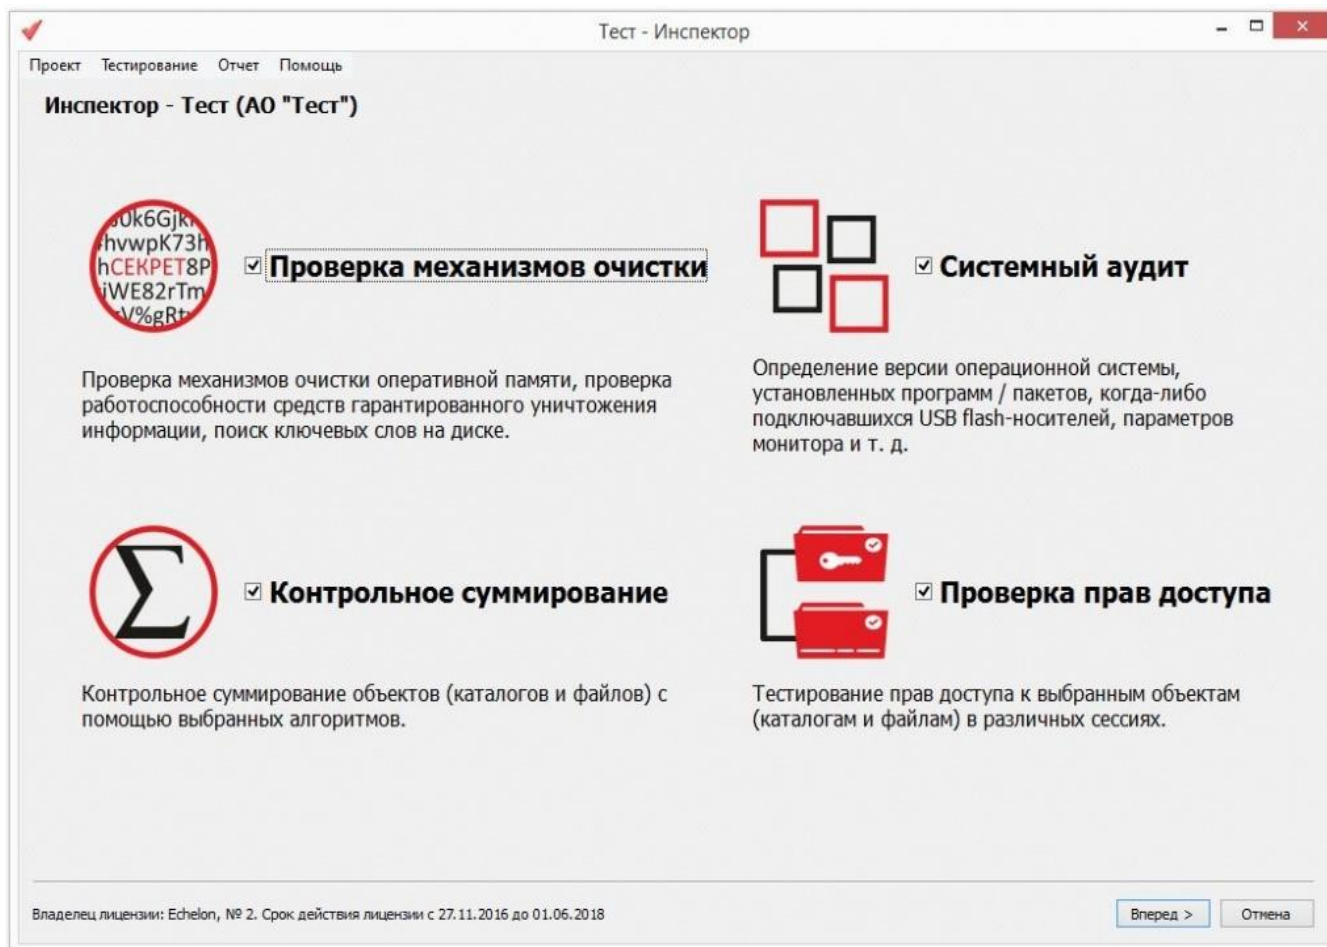 Тест - Инспектор
Проект Тестирование Отчет Помощь
Инспектор - Тест (АО "Тест")
hvwpK73h
hСЕКРЕТ8P
Проверка механизмов очистки
Проверка механизмов очистки оперативной памяти, проверка
работоспособности средств гарантированного уничтожения
информации, поиск ключевых слов на диске.
Системный аудит
Определение версии операционной системы,
установленных программ / пакетов, когда-либо
подключавшихся USB flash-носителей, параметров
монитора и т. д.
Σ
Контрольное суммирование
Контрольное суммирование объектов (каталогов и файлов) с
помощью выбранных алгоритмов.
Проверка прав доступа
Тестирование прав доступа к выбранным объектам
(каталогам и файлам) в различных сессиях.
Владелец лицензии: Echelon, № 2. Срок действия лицензии с 27.11.2016 до 01.06.2018
Вперед > Отмена